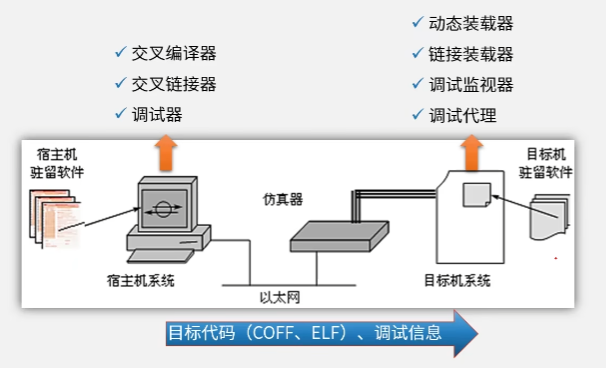 交叉编译器
交叉链接器
调试器
动态装载器
链接装载器
调试监视器
调试代理
宿主机
驻留软件
仿真器
目标机
驻留软件
宿主机系统
以太网
目标机系统
目标代码（COFF、ELF）、调试信息